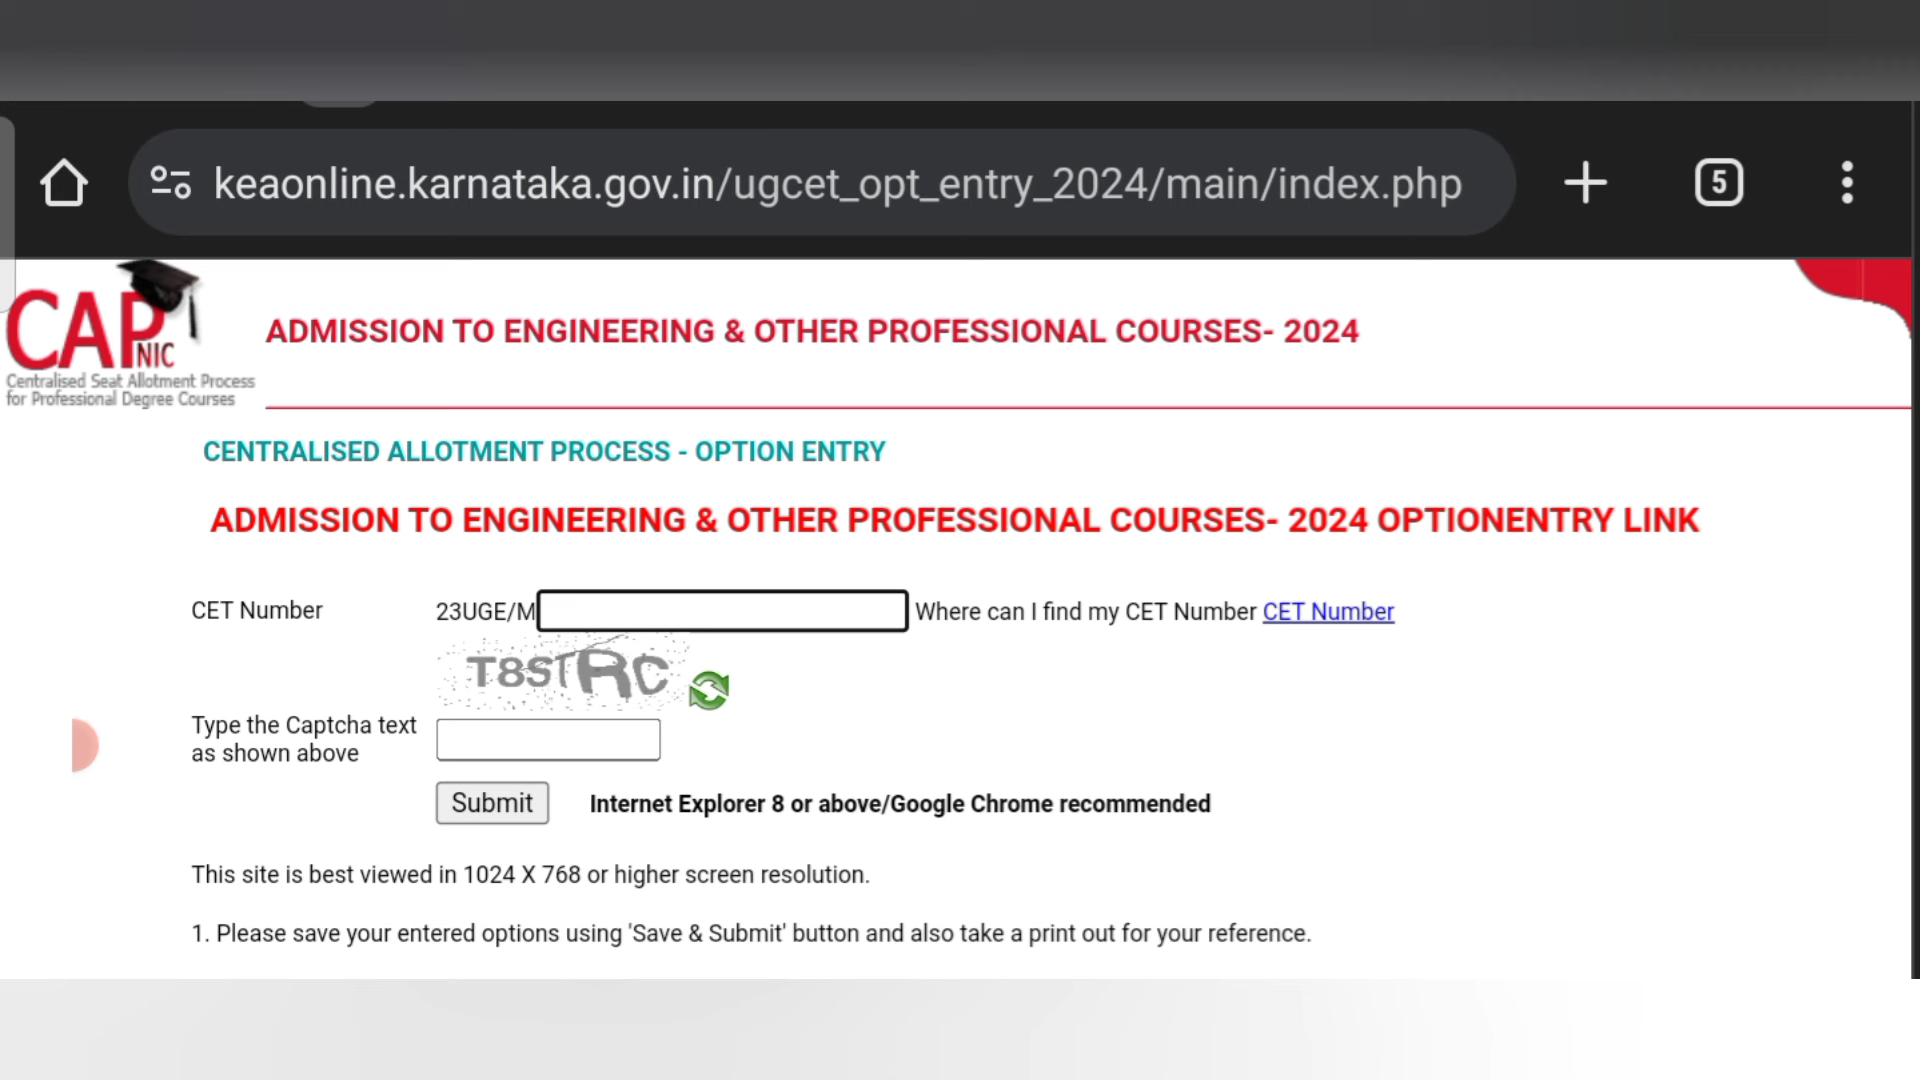 keaonline.karnataka.gov.in/ugcet_opt_entry_2024/main/index.php
5
CAP
NIC
Centralised Seat Allotment Process
for Professional Degree Courses
ADMISSION TO ENGINEERING & OTHER PROFESSIONAL COURSES- 2024
CENTRALISED ALLOTMENT PROCESS - OPTION ENTRY
ADMISSION TO ENGINEERING & OTHER PROFESSIONAL COURSES- 2024 OPTIONENTRY LINK
CET Number 23UGE/M Where can I find my CET Number CET Number
T8STRC
Type the Captcha text
as shown above
Submit Internet Explorer 8 or above/Google Chrome recommended
This site is best viewed in 1024 X 768 or higher screen resolution.
1. Please save your entered options using 'Save & Submit' button and also take a print out for your reference.